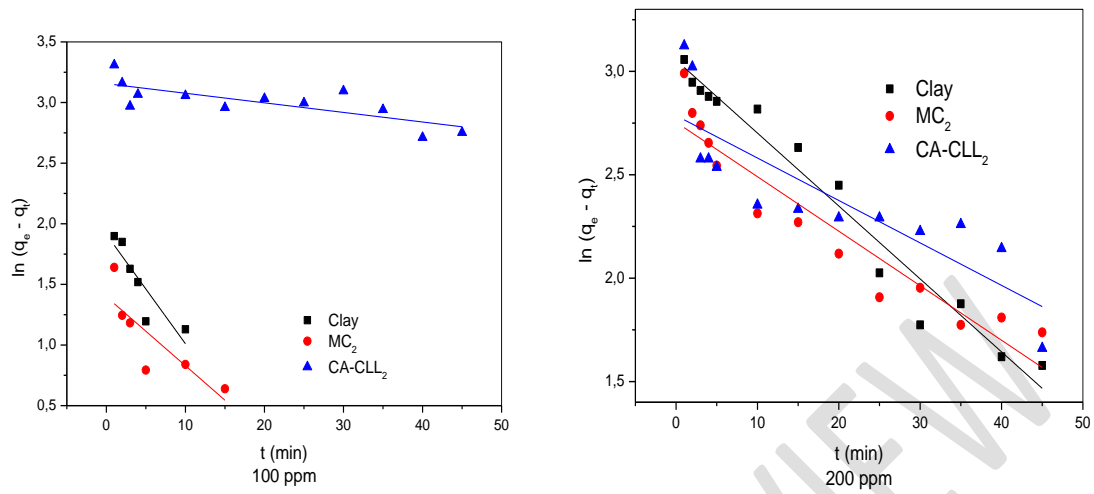 3,5
3,0
2,5
2,0
1,5
1,0
0,5
ln (qₑ - qₜ)
Clay
MC₂
CA-CLL₂
0 10 20 30 40 50
t (min)
100 ppm
3,0
2,5
2,0
1,5
ln (qₑ - qₜ)
Clay
MC₂
CA-CLL₂
0 10 20 30 40 50
t (min)
200 ppm